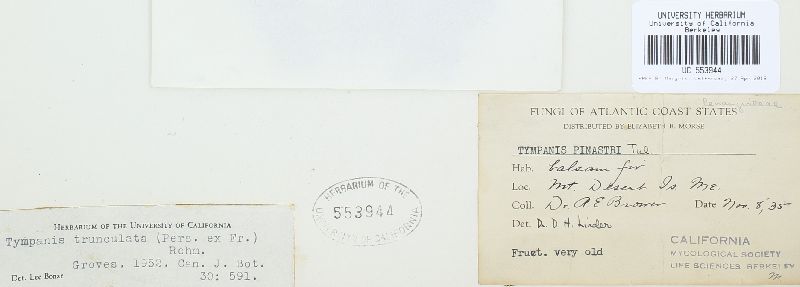 UNIVERSITY HERBARIUM
University of California
Berkeley
UC 553944
FUNGI OF ATLANTIC COAST STATES
DISTRIBUTED BY ELIZABETH E. MORSE
TYMPANIS PINASTRI Tul.
Hab. balsam fir
Loc. Mt. Desert Is Me.
Coll. Dr. A E Brower Date Nov. 8, 35
Det. Dr. D. H. Linder
Fruct. very old
CALIFORNIA
MYCOLOGICAL SOCIETY
LIFE SCIENCES BERKELEY
HERBARIUM OF THE
553944
UNIVERSITY OF CALIFORNIA
HERBARIUM OF THE UNIVERSITY OF CALIFORNIA
Tympanis trunculata (Pers. ex Fr.)
Rehm.
Groves, 1952. Can. J. Bot.
Det. Lee Bonar 30: 591.